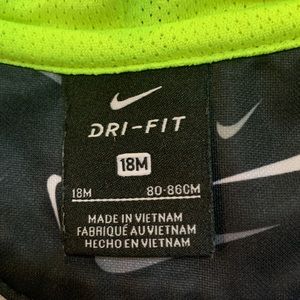 DRI-FIT
18M
18M 80-86CM
MADE IN VIETNAM
FABRIQUÉ AU VIETNAM
HECHO EN VIETNAM